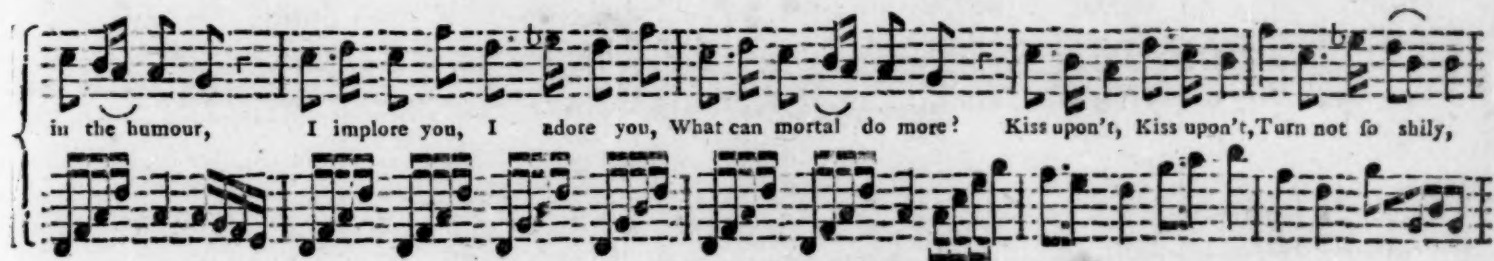 in the humour, I implore you, I adore you, What can mortal do more? Kiss upon't, Kiss upon't, Turn not ſo shily,